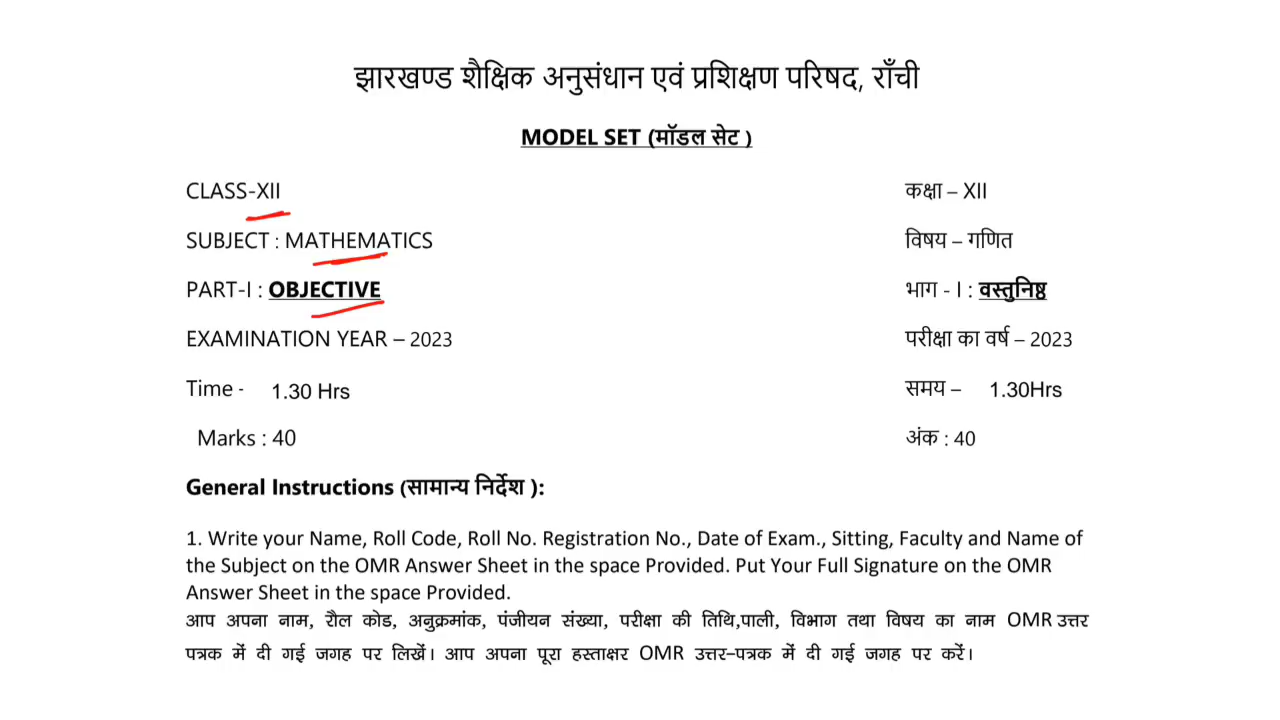 झारखण्ड शैक्षिक अनुसंधान एवं प्रशिक्षण परिषद, राँची
MODEL SET (मॉडल सेट )
CLASS-XII कक्षा – XII
SUBJECT : MATHEMATICS विषय – गणित
PART-I : OBJECTIVE भाग - I : वस्तुनिष्ठ
EXAMINATION YEAR – 2023 परीक्षा का वर्ष – 2023
Time - 1.30 Hrs समय – 1.30Hrs
Marks : 40 अंक : 40
General Instructions (सामान्य निर्देश ):
1. Write your Name, Roll Code, Roll No. Registration No., Date of Exam., Sitting, Faculty and Name of
the Subject on the OMR Answer Sheet in the space Provided. Put Your Full Signature on the OMR
Answer Sheet in the space Provided.
आप अपना नाम, रौल कोड, अनुक्रमांक, पंजीयन संख्या, परीक्षा की तिथि,पाली, विभाग तथा विषय का नाम OMR उत्तर
पत्रक में दी गई जगह पर लिखें। आप अपना पूरा हस्ताक्षर OMR उत्तर-पत्रक में दी गई जगह पर करें।